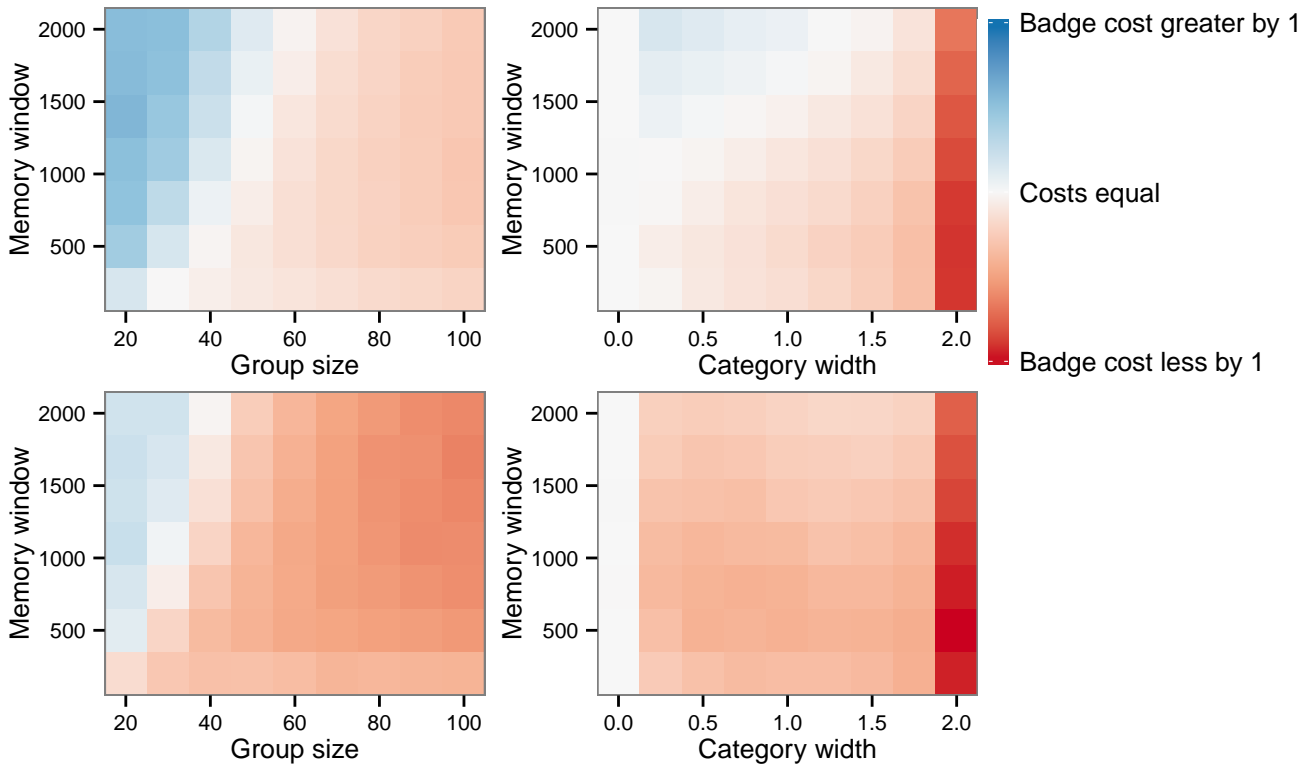 2000
1500
1000
500
Memory window
20 40 60 80 100
Group size
2000
1500
1000
500
Memory window
0.0 0.5 1.0 1.5 2.0
Category width
Badge cost greater by 1
Costs equal
Badge cost less by 1
2000
1500
1000
500
Memory window
20 40 60 80 100
Group size
2000
1500
1000
500
Memory window
0.0 0.5 1.0 1.5 2.0
Category width